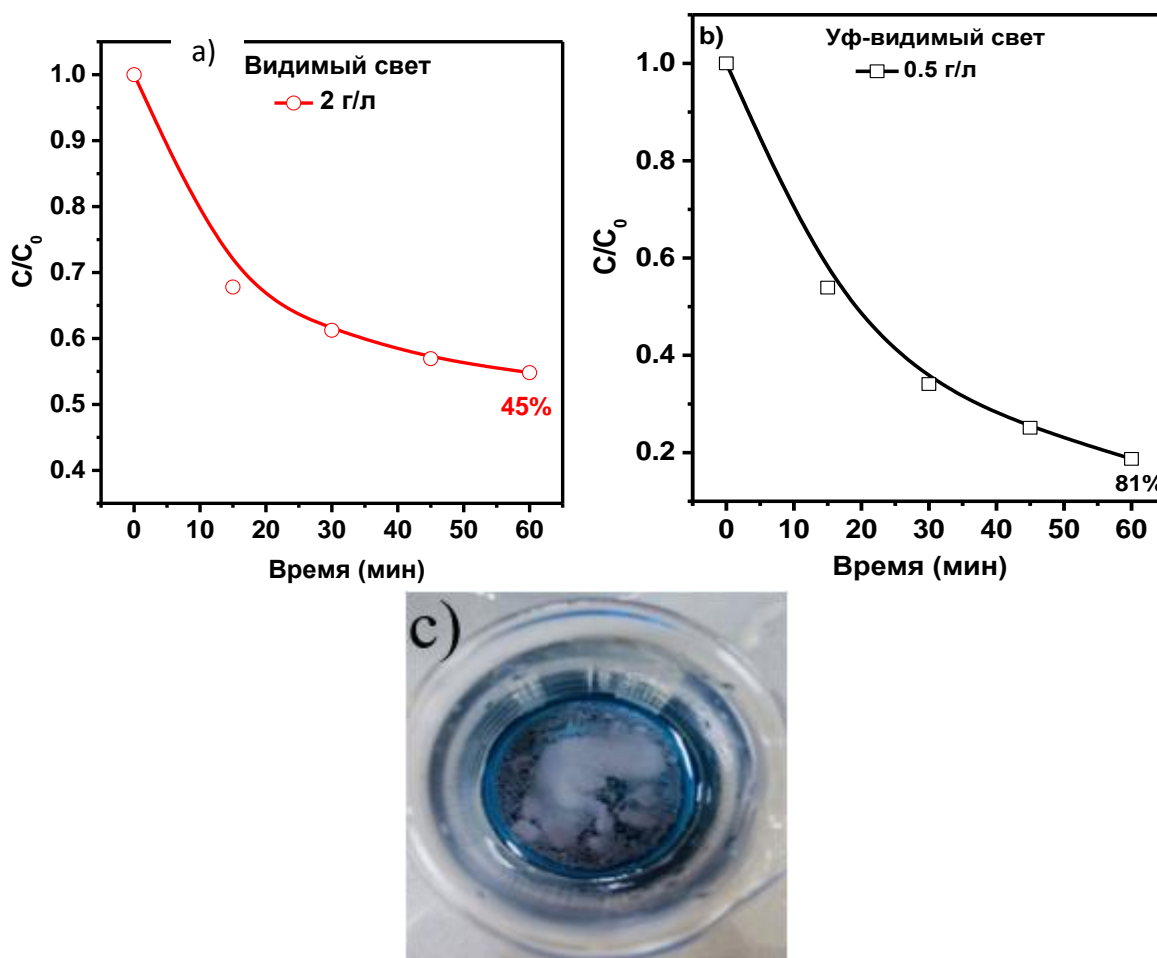 a)
Видимый свет
2 г/л
1.0
0.9
0.8
0.7
0.6
0.5
0.4
C/C0
45%
0 10 20 30 40 50 60
Время (мин)
b)
Уф-видимый свет
0.5 г/л
1.0
0.8
0.6
0.4
0.2
C/C0
81%
0 10 20 30 40 50 60
Время (мин)
c)